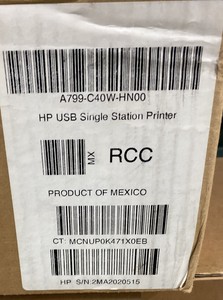 A799-C40W-HN00
HP USB Single Station Printer
MX RCC
PRODUCT OF MEXICO
CT: MCNUP0K471X0EB
HP S/N:2MA2020515